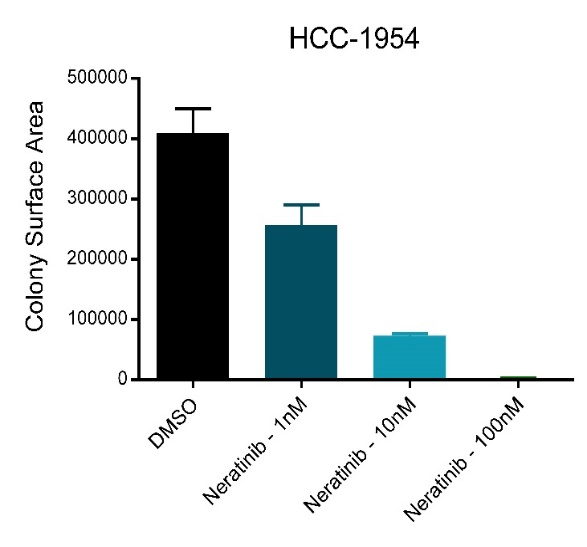 HCC-1954
Colony Surface Area
500000
400000
300000
200000
100000
0
DMSO
Neratinib - 1nM
Neratinib - 10nM
Neratinib - 100nM